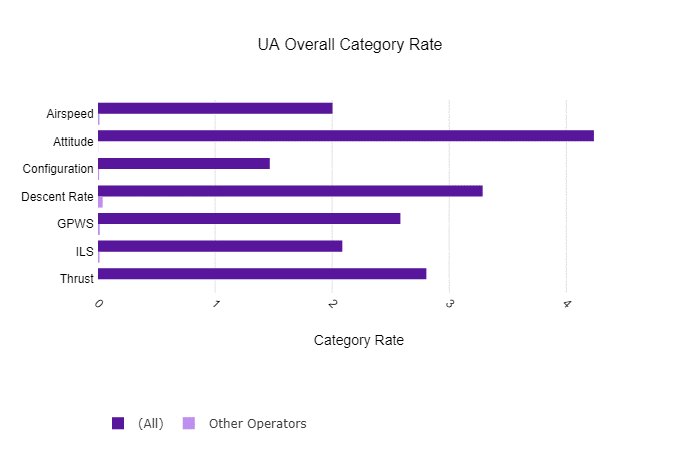 UA Overall Category Rate
Airspeed
Attitude
Configuration
Descent Rate
GPWS
ILS
Thrust
0 1 2 3 4
Category Rate
(All) Other Operators